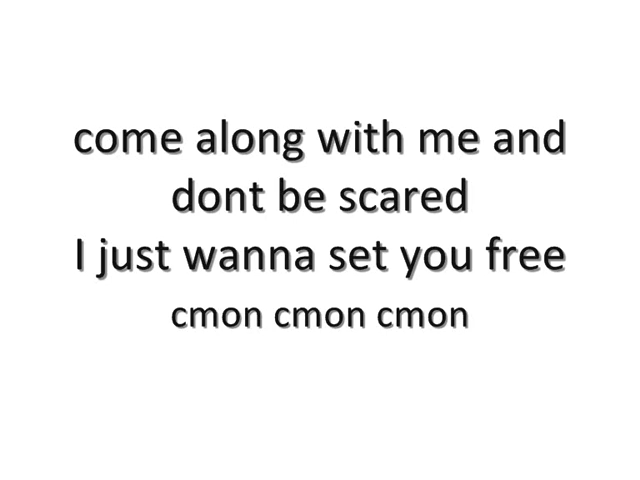 come along with me and
dont be scared
I just wanna set you free
cmon cmon cmon